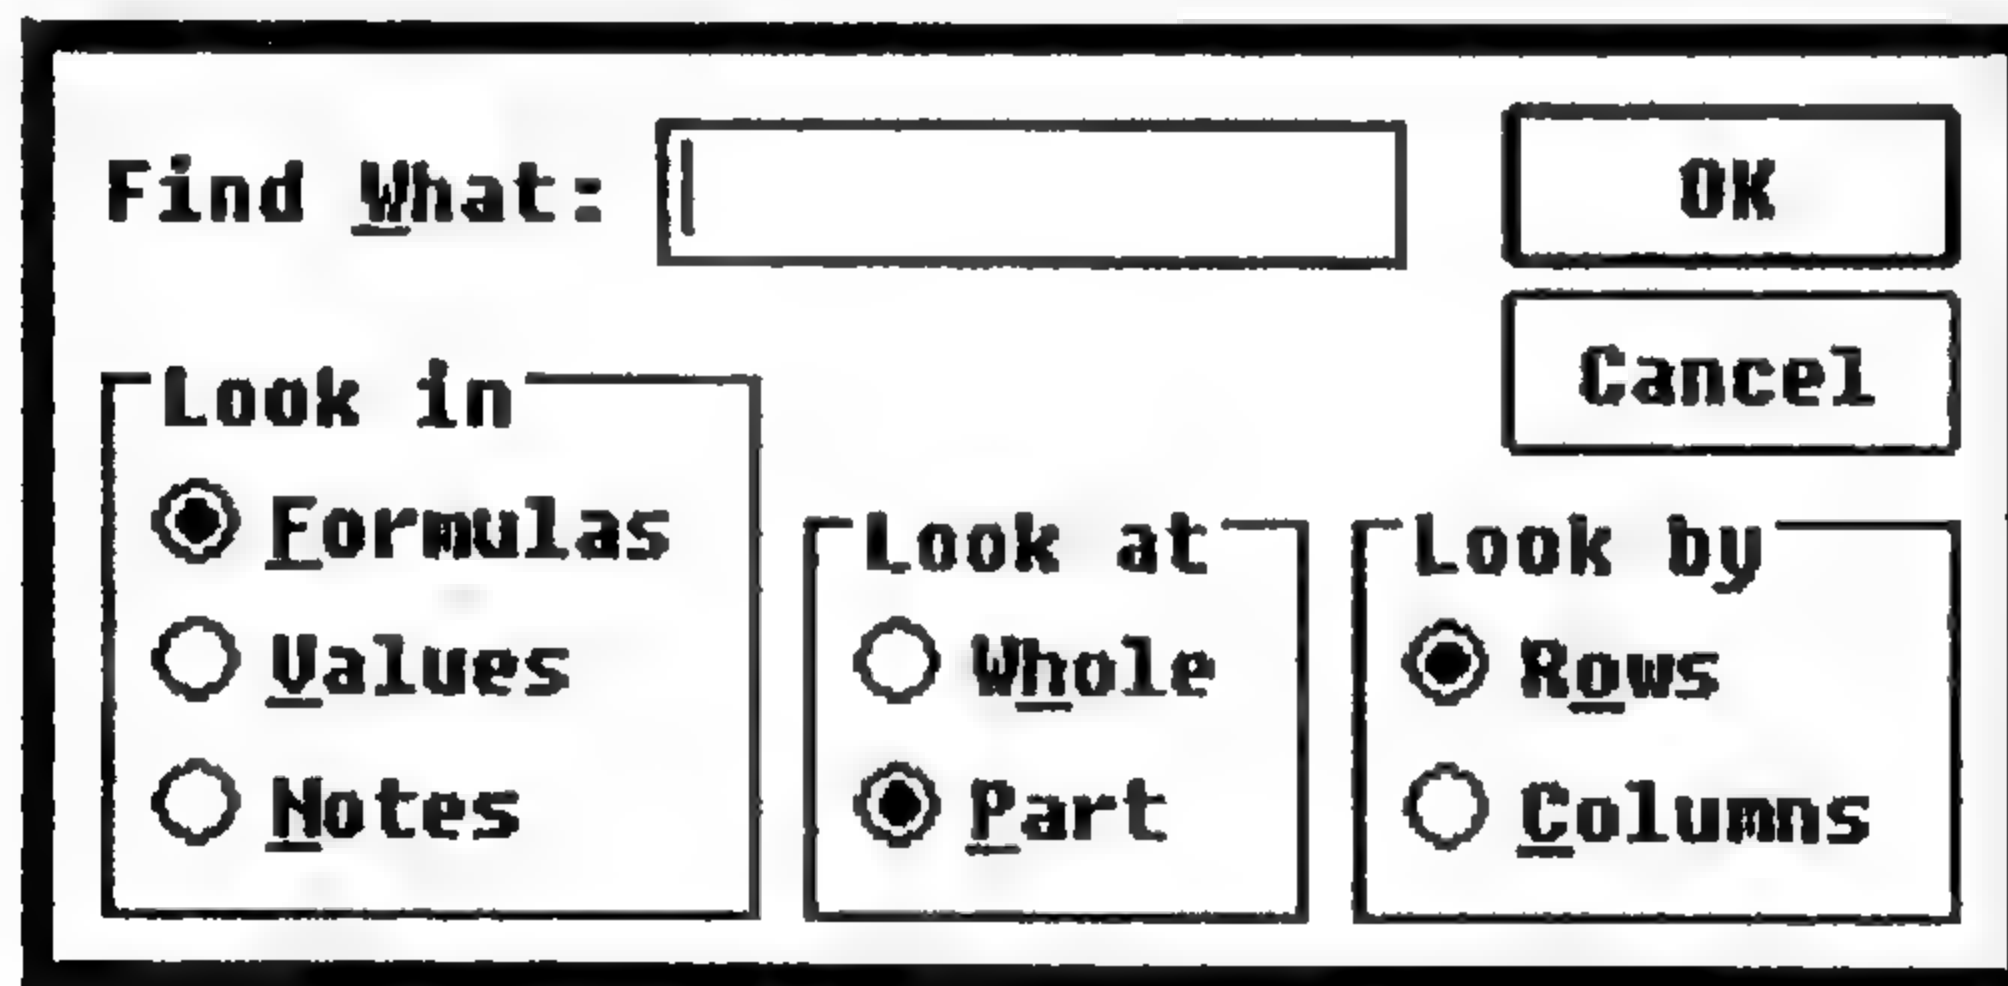 Find What:
OK
Cancel
Look in
Formulas
Values
Notes
Look at
Whole
Part
Look by
Rows
Columns